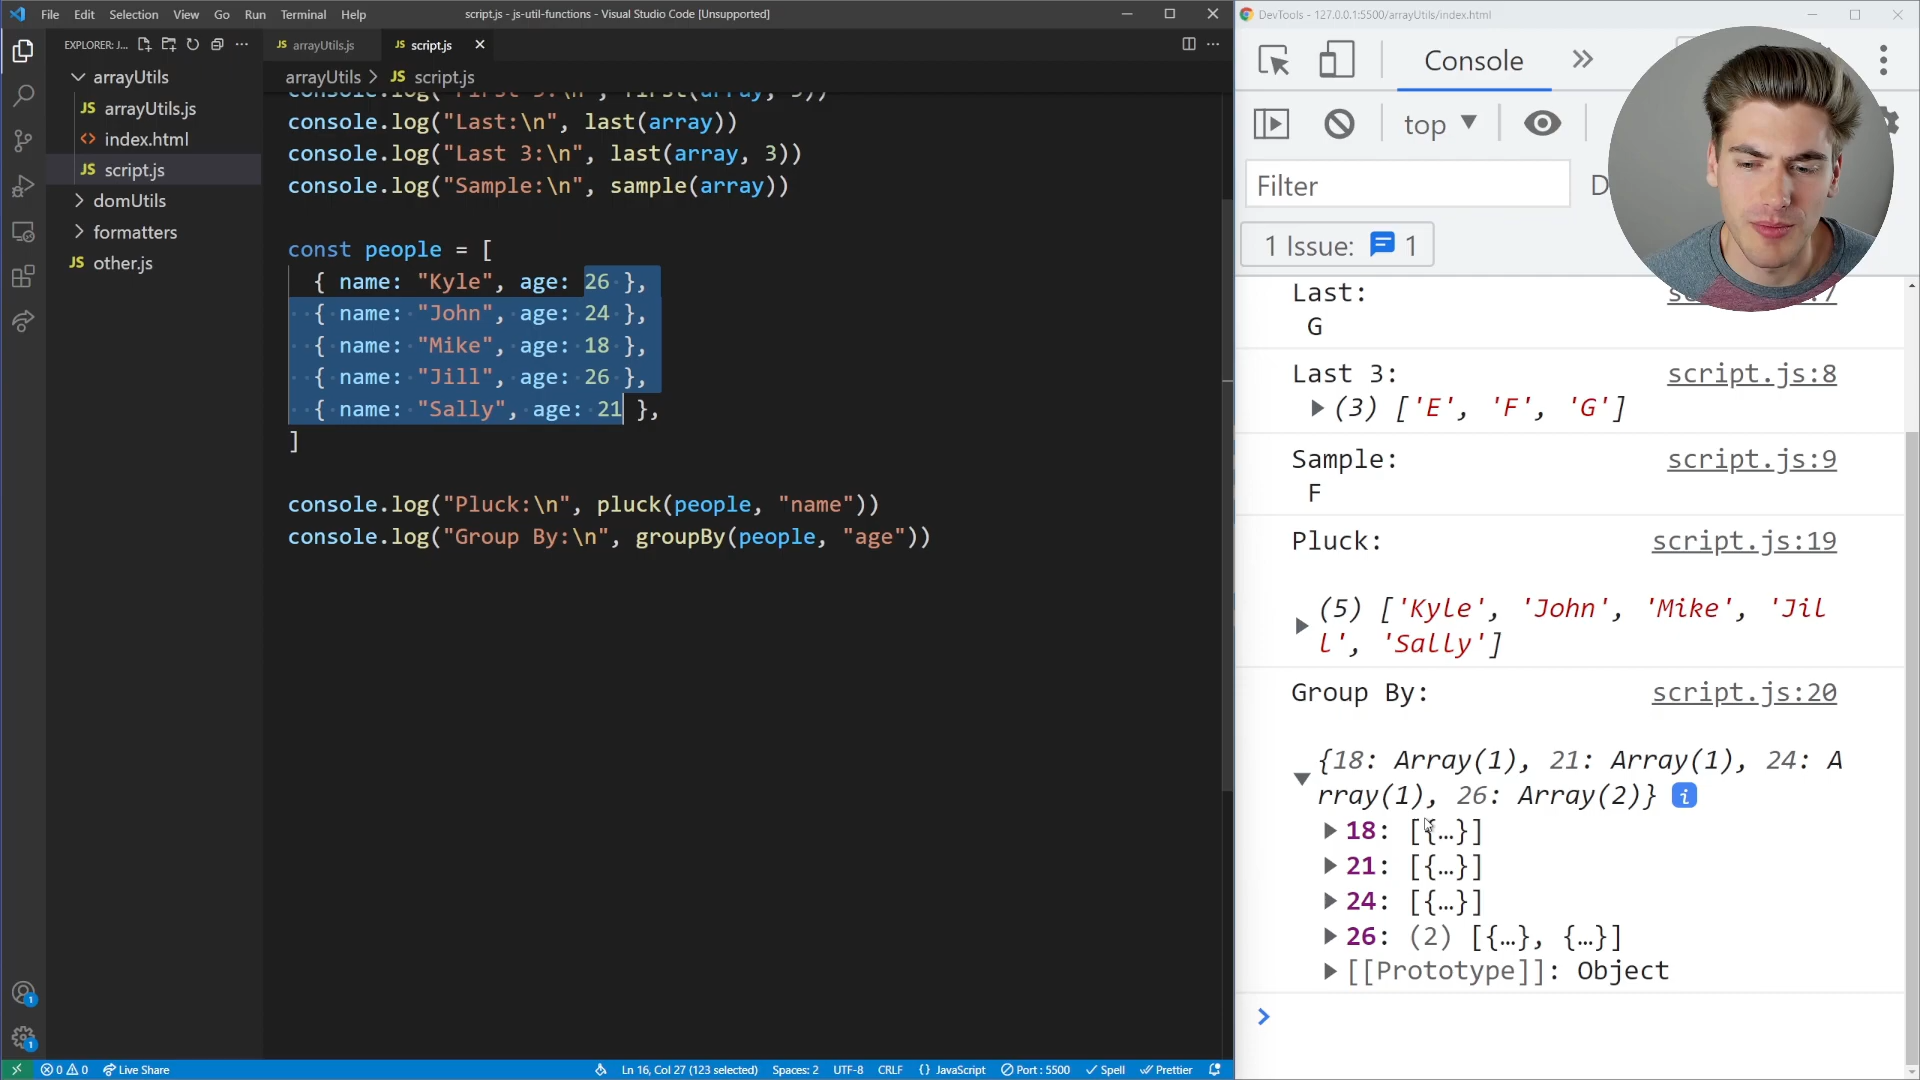 File Edit Selection View Go Run Terminal Help
script.js - js-util-functions - Visual Studio Code [Unsupported]
EXPLORER: J...
arrayUtils
JS arrayUtils.js
<> index.html
JS script.js
domUtils
formatters
JS other.js
JS arrayUtils.js
JS script.js
arrayUtils > JS script.js
console.log("First 3:\n", first(array, 3))
console.log("Last:\n", last(array))
console.log("Last 3:\n", last(array, 3))
console.log("Sample:\n", sample(array))
const people = [
{ name: "Kyle", age: 26 },
{ name: "John", age: 24 },
{ name: "Mike", age: 18 },
{ name: "Jill", age: 26 },
{ name: "Sally", age: 21 },
]
console.log("Pluck:\n", pluck(people, "name"))
console.log("Group By:\n", groupBy(people, "age"))
1
1
0 0 Live Share
Ln 16, Col 27 (123 selected) Spaces: 2 UTF-8 CRLF {} JavaScript Port : 5500 Spell Prettier
DevTools - 127.0.0.1:5500/arrayUtils/index.html
Console
top
Filter
1 Issue: 1
Last:
G
Last 3: script.js:8
(3) ['E', 'F', 'G']
Sample: script.js:9
F
Pluck: script.js:19
(5) ['Kyle', 'John', 'Mike', 'Jil
l', 'Sally']
Group By: script.js:20
{18: Array(1), 21: Array(1), 24: A
rray(1), 26: Array(2)} i
18: [{…}]
21: [{…}]
24: [{…}]
26: (2) [{…}, {…}]
[[Prototype]]: Object